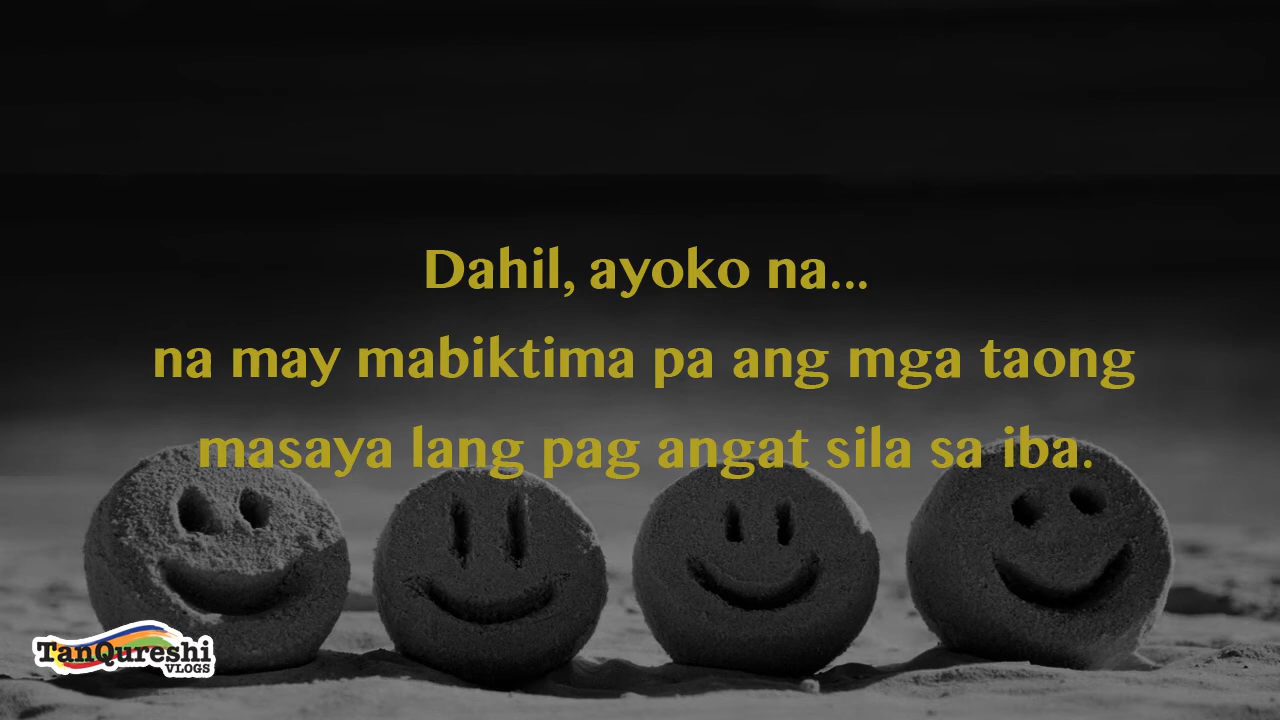 Dahil, ayoko na...
na may mabiktima pa ang mga taong
masaya lang pag angat sila sa iba.
TanQureshi
VLOGS